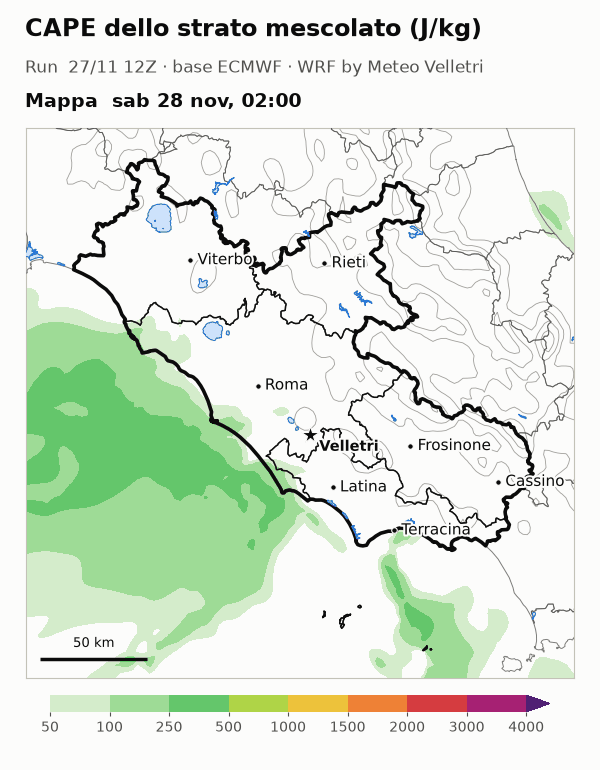 CAPE dello strato mescolato (J/kg)
Run  27/11 12Z · base ECMWF · WRF by Meteo Velletri
Mappa  sab 28 nov, 02:00
Viterbo
Rieti
Roma
Velletri
Frosinone
Latina
Cassino
Terracina
50 km
50 100 250 500 1000 1500 2000 3000 4000